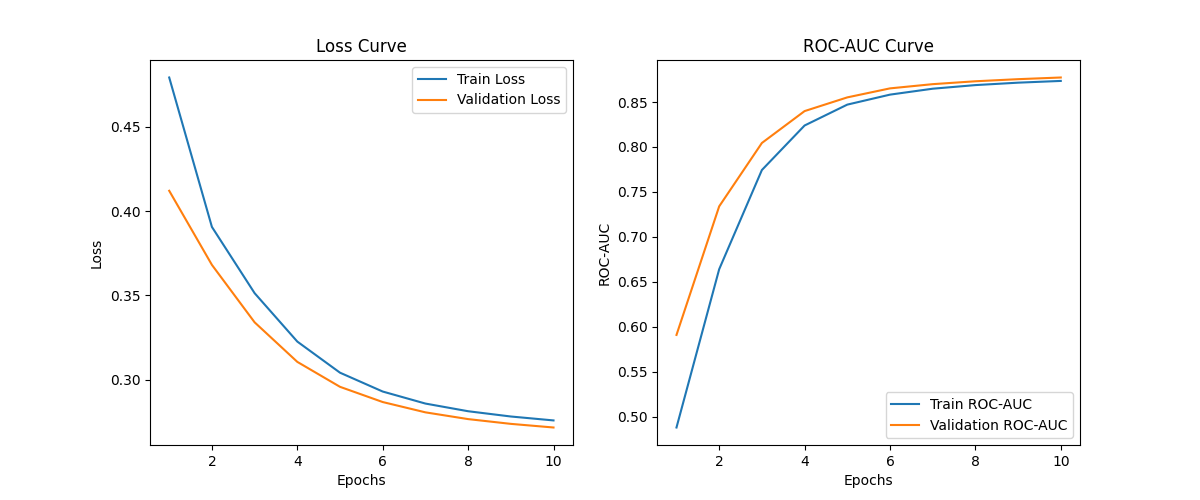 Loss Curve
Train Loss
Validation Loss
0.45
0.40
0.35
0.30
Loss
2
4
6
8
10
Epochs
ROC-AUC Curve
0.85
0.80
0.75
0.70
0.65
0.60
0.55
0.50
ROC-AUC
Train ROC-AUC
Validation ROC-AUC
2
4
6
8
10
Epochs